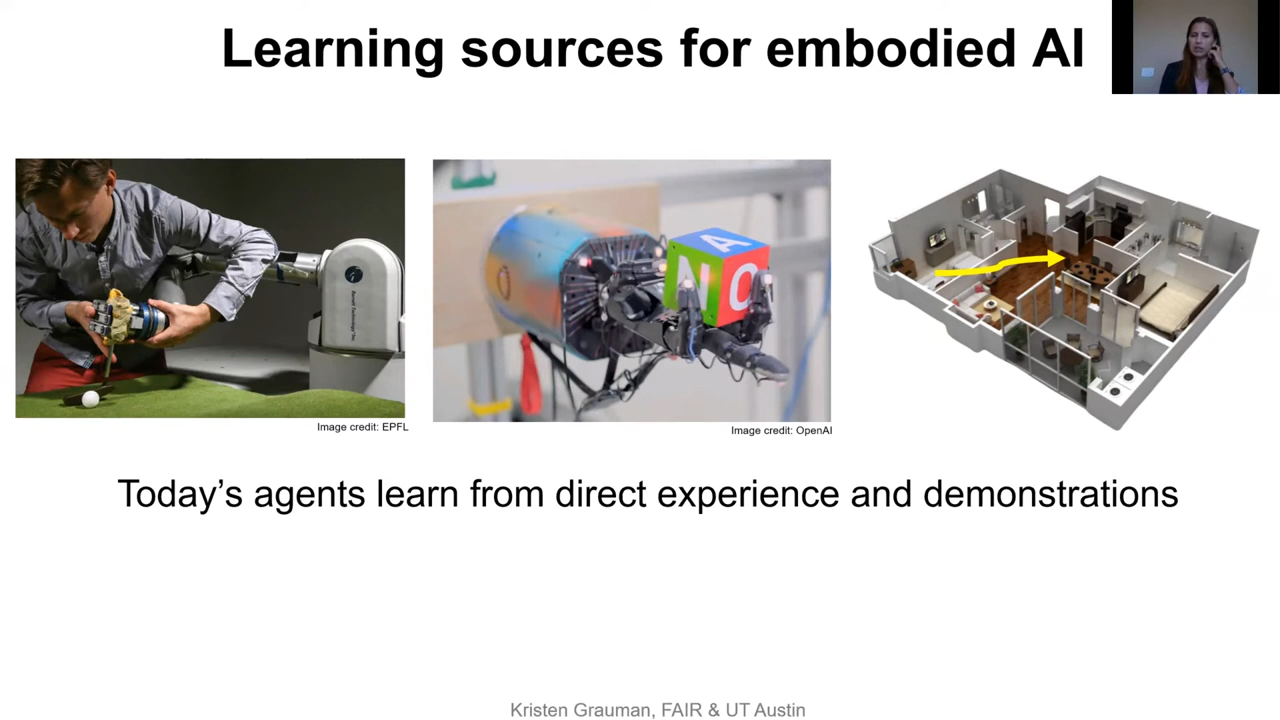 Learning sources for embodied AI
A
N
O
Image credit: EPFL
Image credit: OpenAI
Today's agents learn from direct experience and demonstrations
Kristen Grauman, FAIR & UT Austin